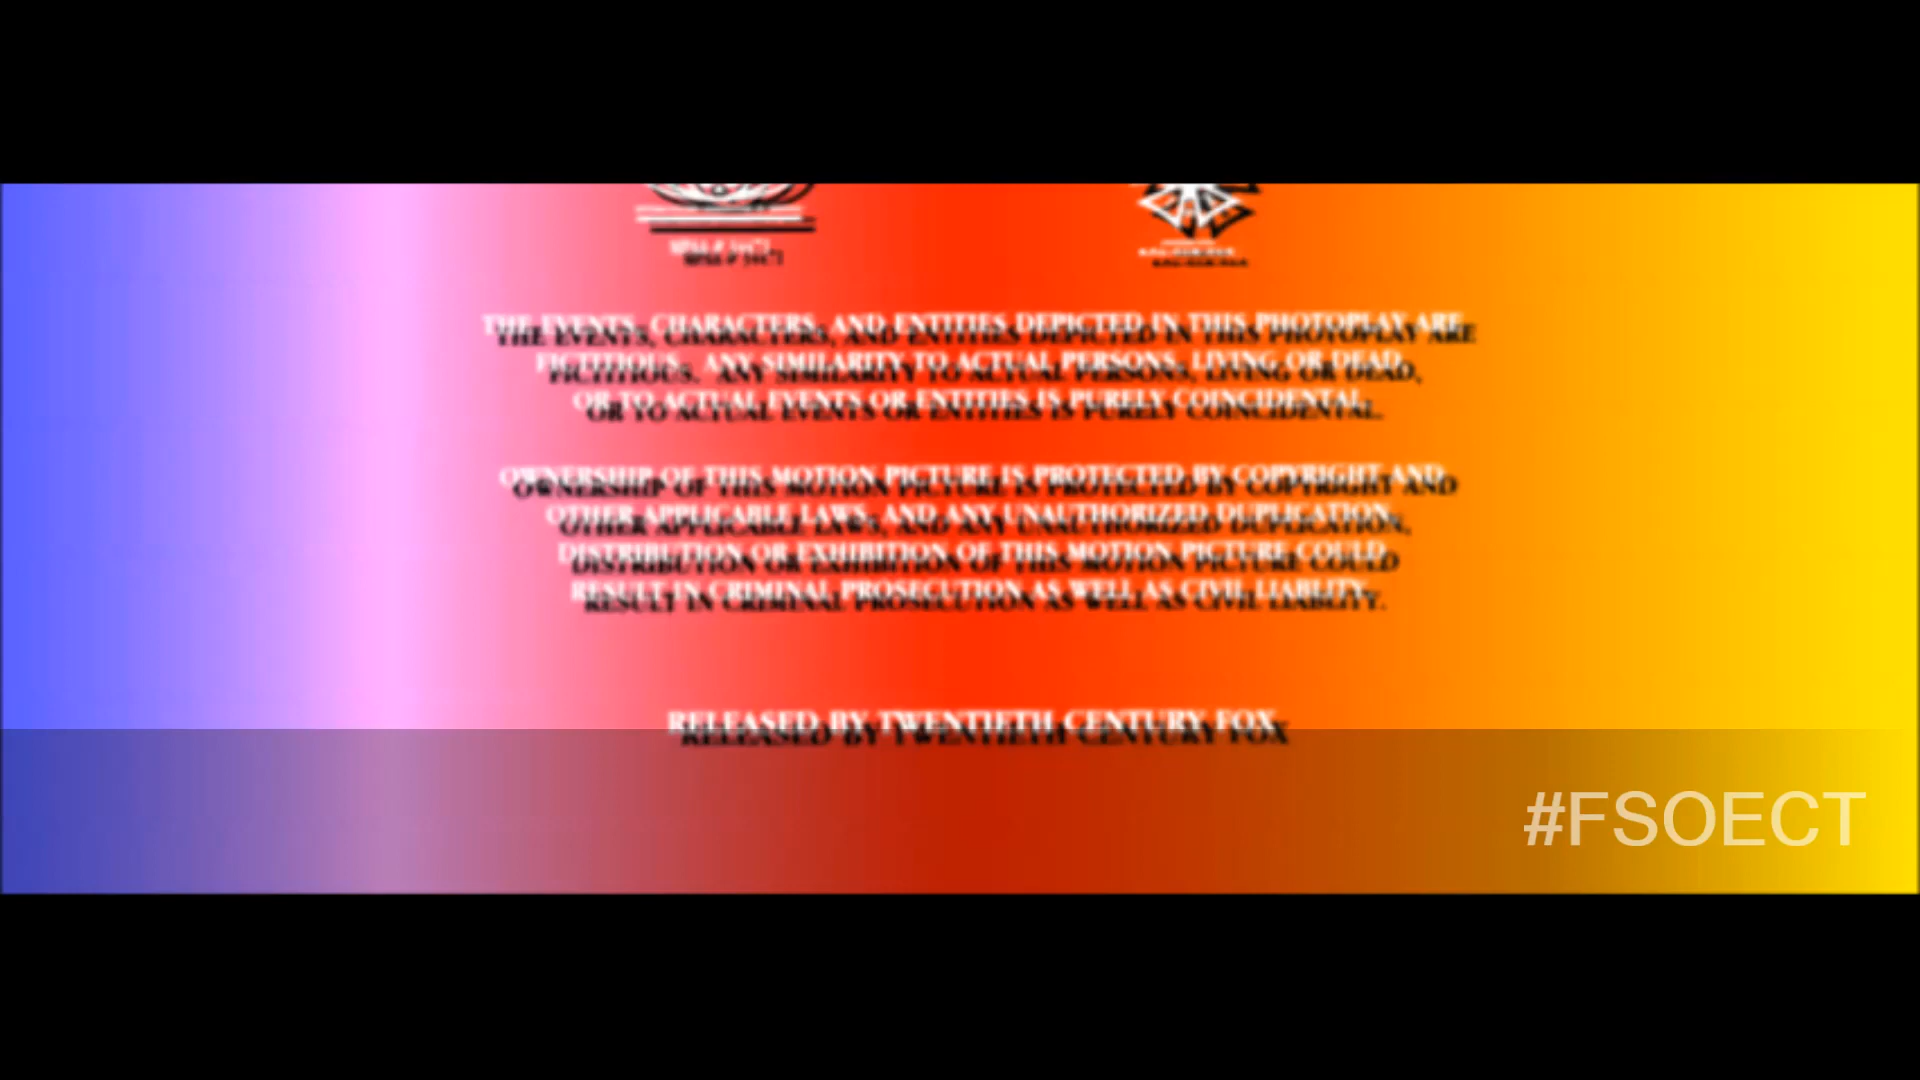 THE EVENTS, CHARACTERS, AND ENTITIES DEPICTED IN THIS PHOTOPLAY ARE
FICTITIOUS. ANY SIMILARITY TO ACTUAL PERSONS, LIVING OR DEAD,
OR TO ACTUAL EVENTS OR ENTITIES IS PURELY COINCIDENTAL.
OWNERSHIP OF THIS MOTION PICTURE IS PROTECTED BY COPYRIGHT AND
OTHER APPLICABLE LAWS, AND ANY UNAUTHORIZED DUPLICATION,
DISTRIBUTION OR EXHIBITION OF THIS MOTION PICTURE COULD
RESULT IN CRIMINAL PROSECUTION AS WELL AS CIVIL LIABILITY.
RELEASED BY TWENTIETH CENTURY FOX
#FSOECT